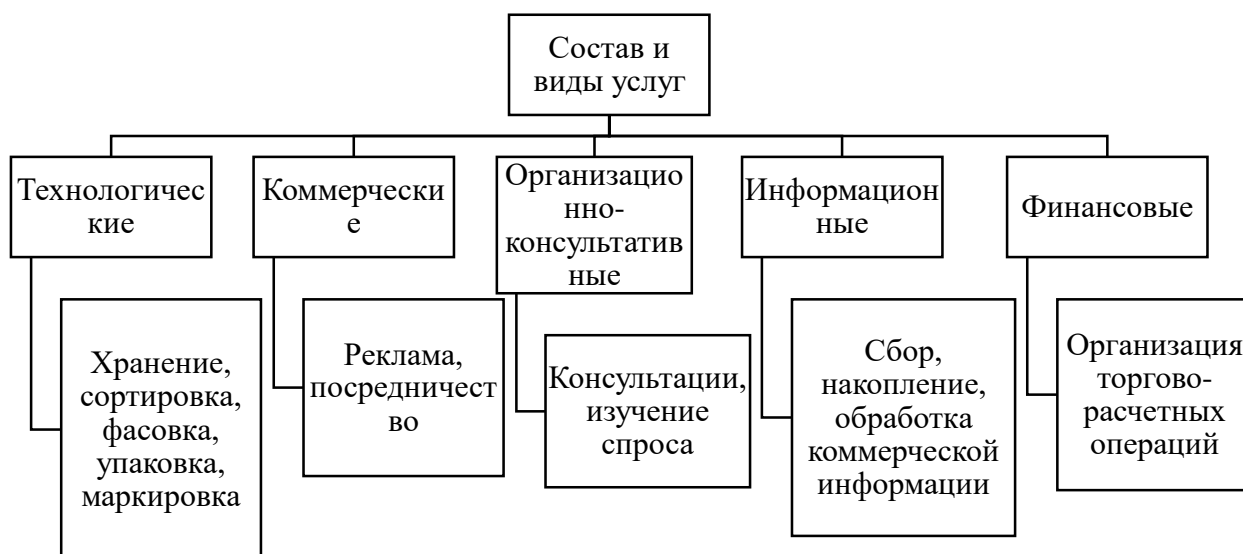 Состав и
виды услуг
Технологичес
кие
Коммерчески
е
Организацио
нно-
консультатив
ные
Информацион
ные
Финансовые
Хранение,
сортировка,
фасовка,
упаковка,
маркировка
Реклама,
посредничест
во
Консультации,
изучение
спроса
Сбор,
накопление,
обработка
коммерческой
информации
Организация
торгово-
расчетных
операций